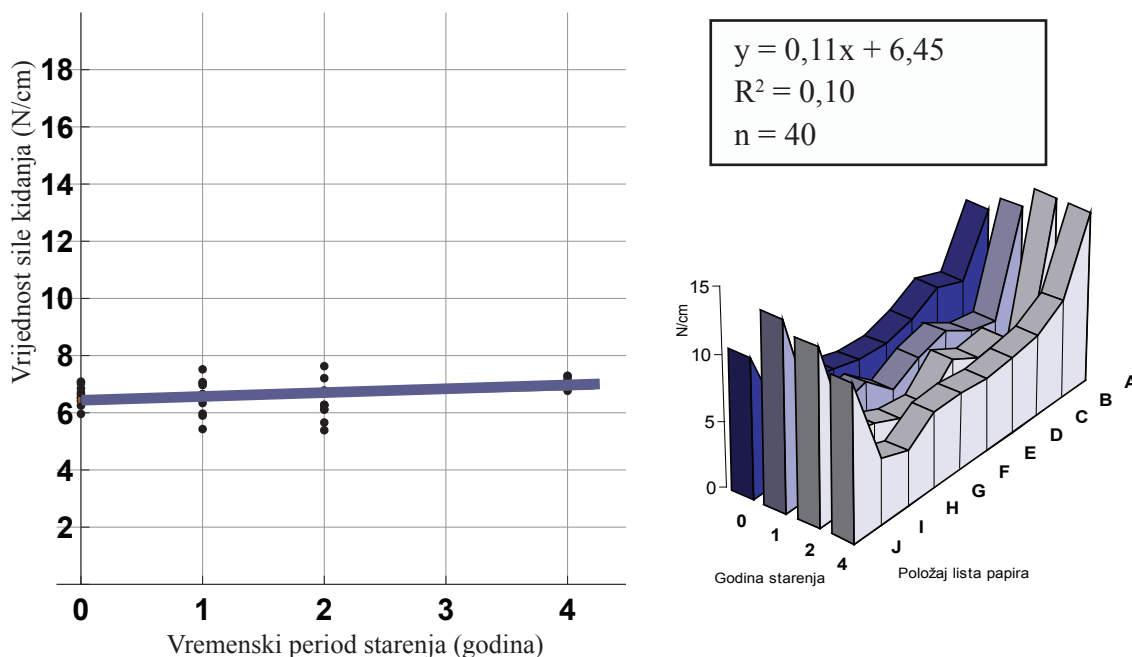 Vrijednost sile kidanja (N/cm)
18
16
14
12
10
8
6
4
2
0
1
2
3
4
Vremenski period starenja (godina)
y = 0,11x + 6,45
R² = 0,10
n = 40
N/cm
15
10
5
0
0
1
2
4
Godina starenja
J
I
H
G
F
E
D
C
B
A
Položaj lista papira